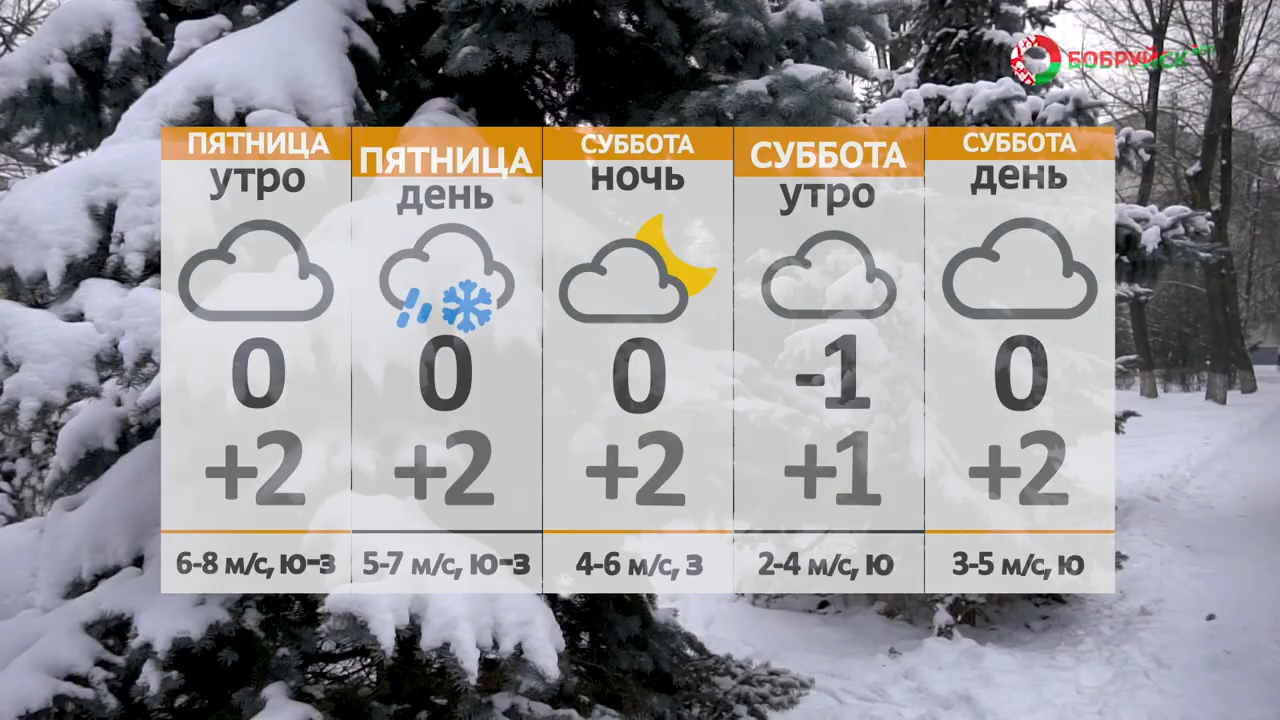 БОБРУЙСК
ПЯТНИЦА
утро
0
+2
6-8 м/с, ю-з
ПЯТНИЦА
день
0
+2
5-7 м/с, ю-з
СУББОТА
ночь
0
+2
4-6 м/с, з
СУББОТА
утро
-1
+1
2-4 м/с, ю
СУББОТА
день
0
+2
3-5 м/с, ю